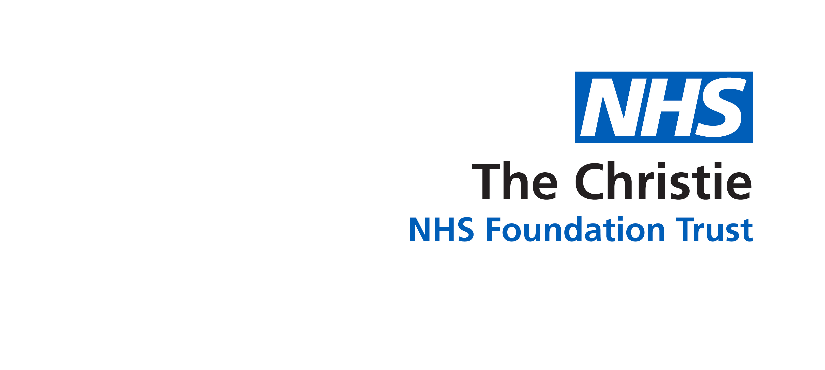 NHS
The Christie
NHS Foundation Trust